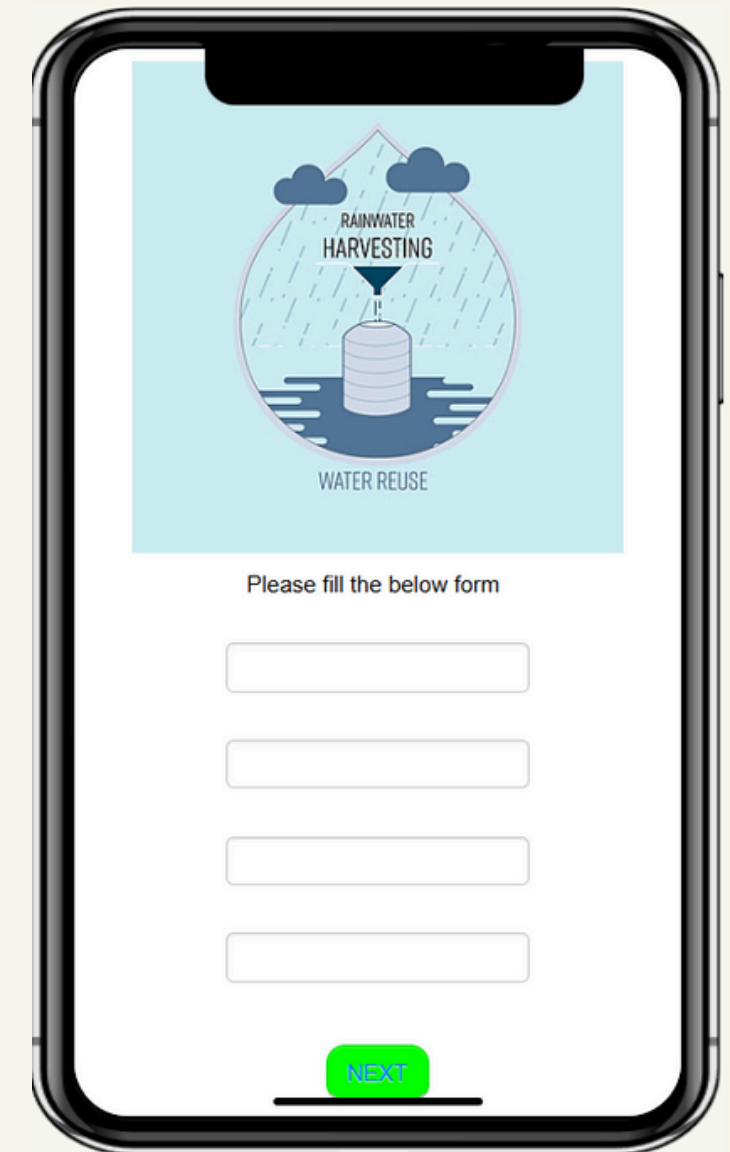 RAINWATER
HARVESTING
WATER REUSE
Please fill the below form
NEXT